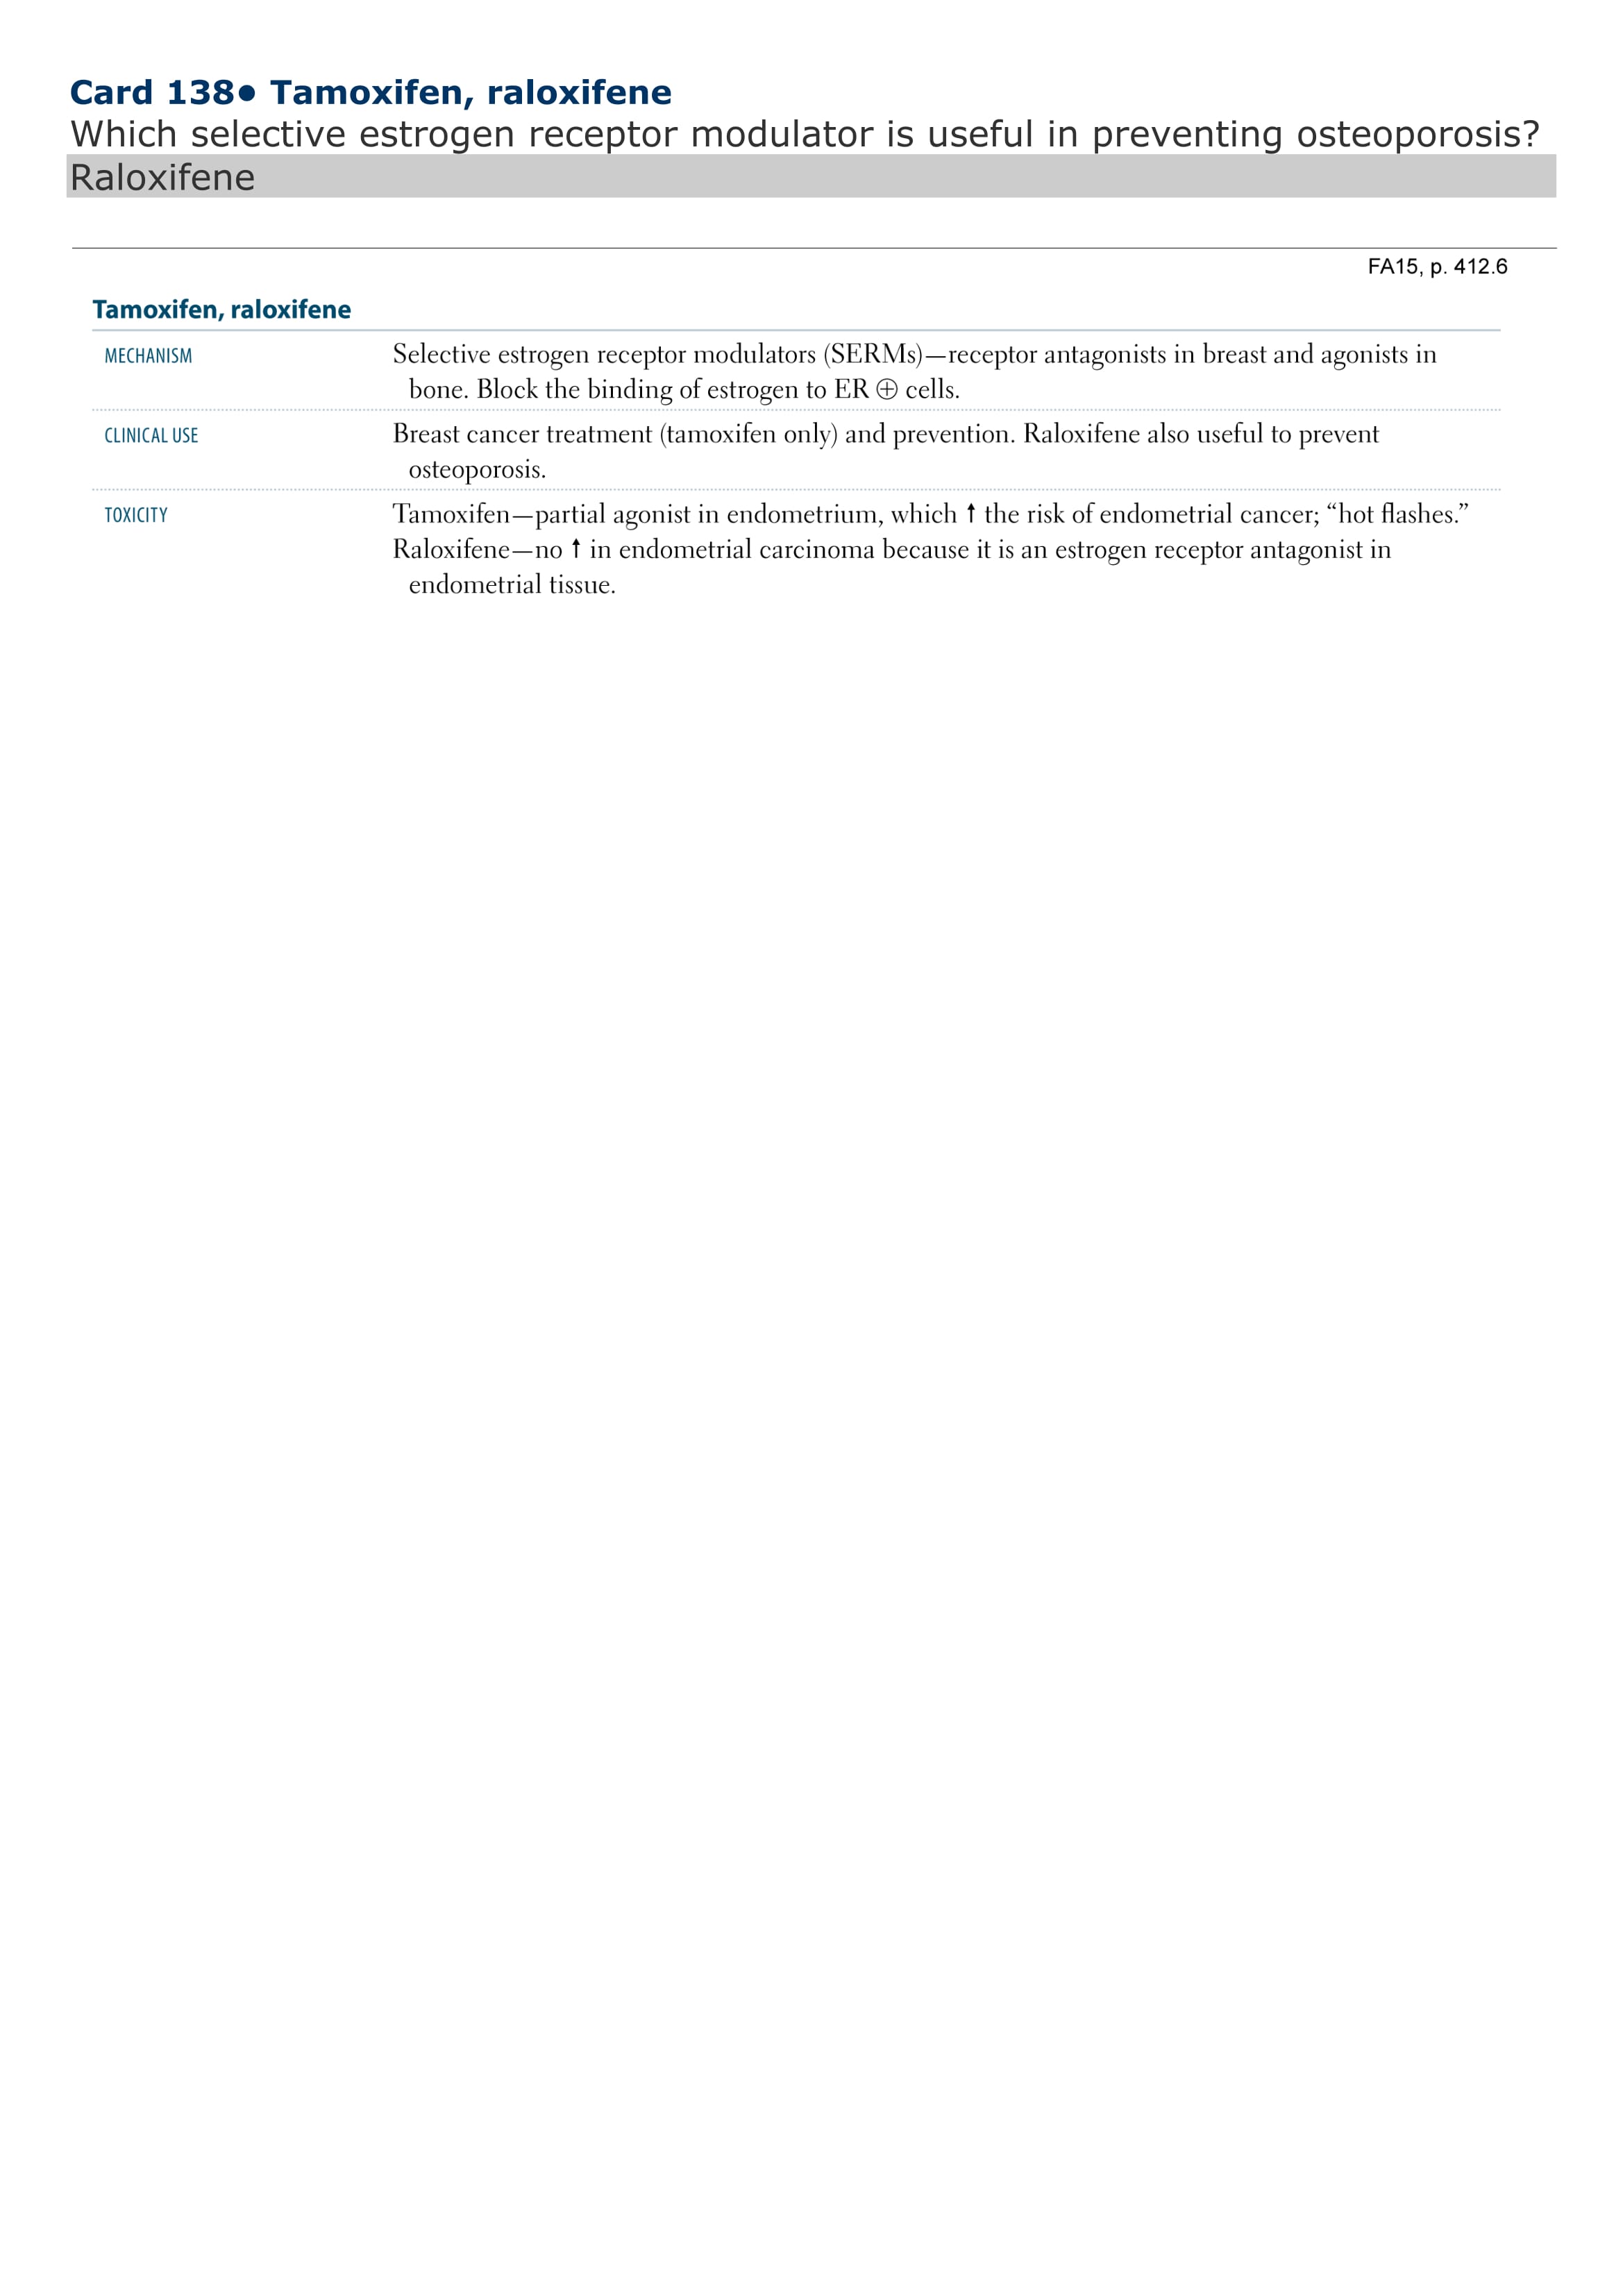 Card 138• Tamoxifen, raloxifene
Which selective estrogen receptor modulator is useful in preventing osteoporosis?
Raloxifene
FA15, p. 412.6
Tamoxifen, raloxifene
MECHANISM Selective estrogen receptor modulators (SERMs)—receptor antagonists in breast and agonists in
bone. Block the binding of estrogen to ER ⊕ cells.
CLINICAL USE Breast cancer treatment (tamoxifen only) and prevention. Raloxifene also useful to prevent
osteoporosis.
TOXICITY Tamoxifen—partial agonist in endometrium, which ↑ the risk of endometrial cancer; “hot flashes.”
Raloxifene—no ↑ in endometrial carcinoma because it is an estrogen receptor antagonist in
endometrial tissue.